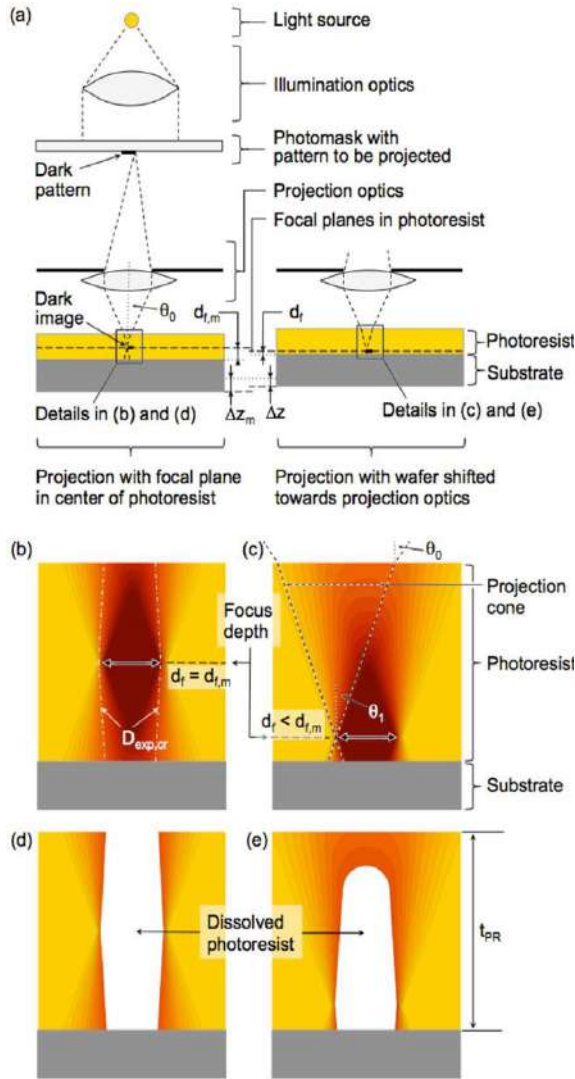 (a)
Light source
Illumination optics
Photomask with
pattern to be projected
Dark
pattern
Projection optics
Focal planes in photoresist
Dark
image
θ0
df,m
df
Photoresist
Substrate
Details in (b) and (d)
Δzm
Δz
Details in (c) and (e)
Projection with focal plane
in center of photoresist
Projection with wafer shifted
towards projection optics
(b)
(c)
θ0
Projection
cone
Focus
depth
Photoresist
df = df,m
df < df,m
θ1
Dexp,cr
Substrate
(d)
(e)
Dissolved
photoresist
tPR